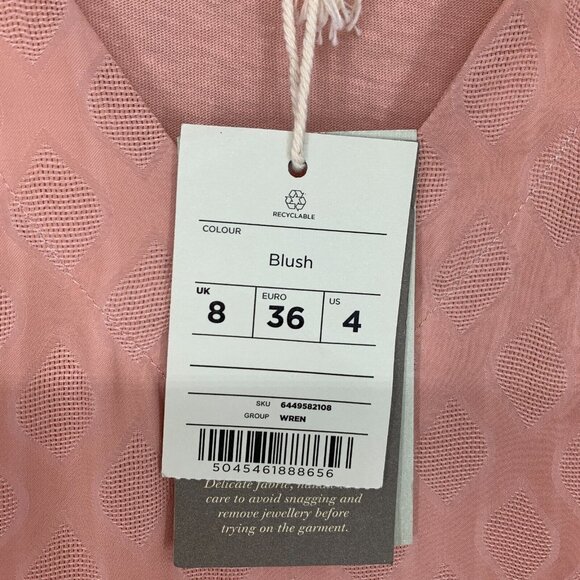 RECYCLABLE
COLOUR
Blush
UK
8
EURO
36
US
4
SKU 6449582108
GROUP WREN
5045461888656
Delicate fabric,
care to avoid snagging and
remove jewellery before
trying on the garment.